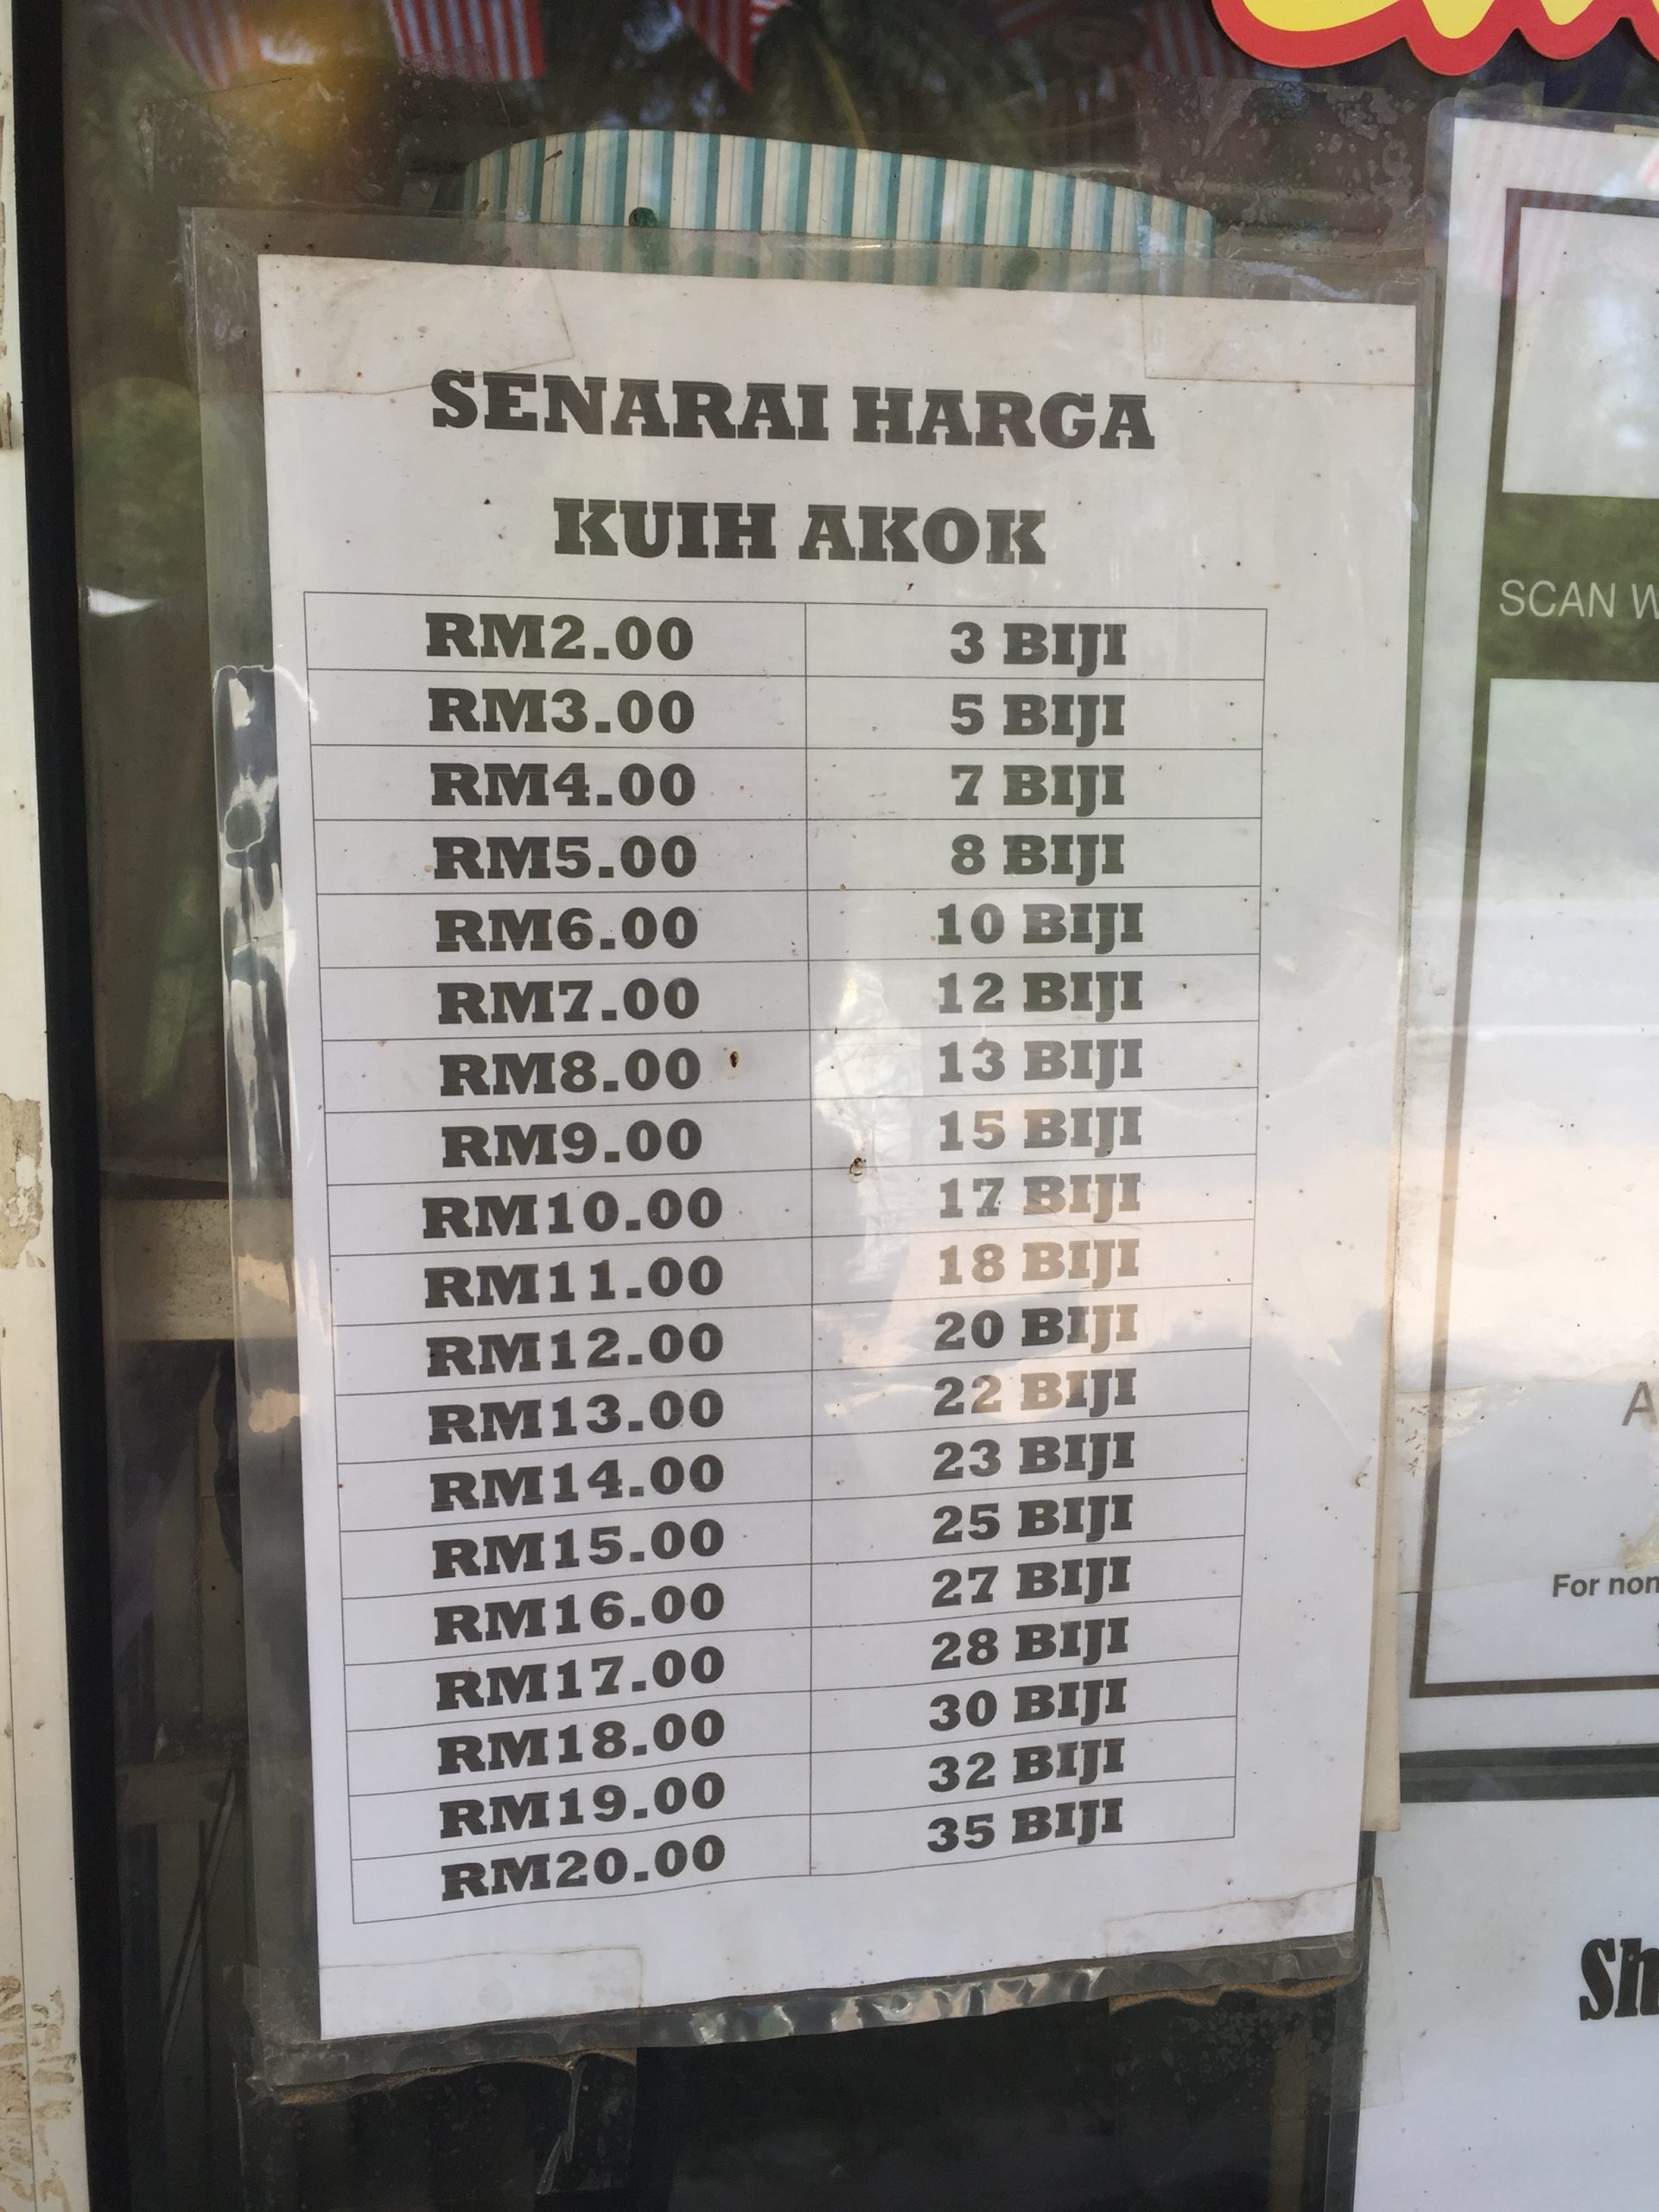 SENARAI HARGA
KUIH AKOK
RM2.00 3 BIJI
RM3.00 5 BIJI
RM4.00 7 BIJI
RM5.00 8 BIJI
RM6.00 10 BIJI
RM7.00 12 BIJI
RM8.00 13 BIJI
RM9.00 15 BIJI
RM10.00 17 BIJI
RM11.00 18 BIJI
RM12.00 20 BIJI
RM13.00 22 BIJI
RM14.00 23 BIJI
RM15.00 25 BIJI
RM16.00 27 BIJI
RM17.00 28 BIJI
RM18.00 30 BIJI
RM19.00 32 BIJI
RM20.00 35 BIJI
SCAN
For